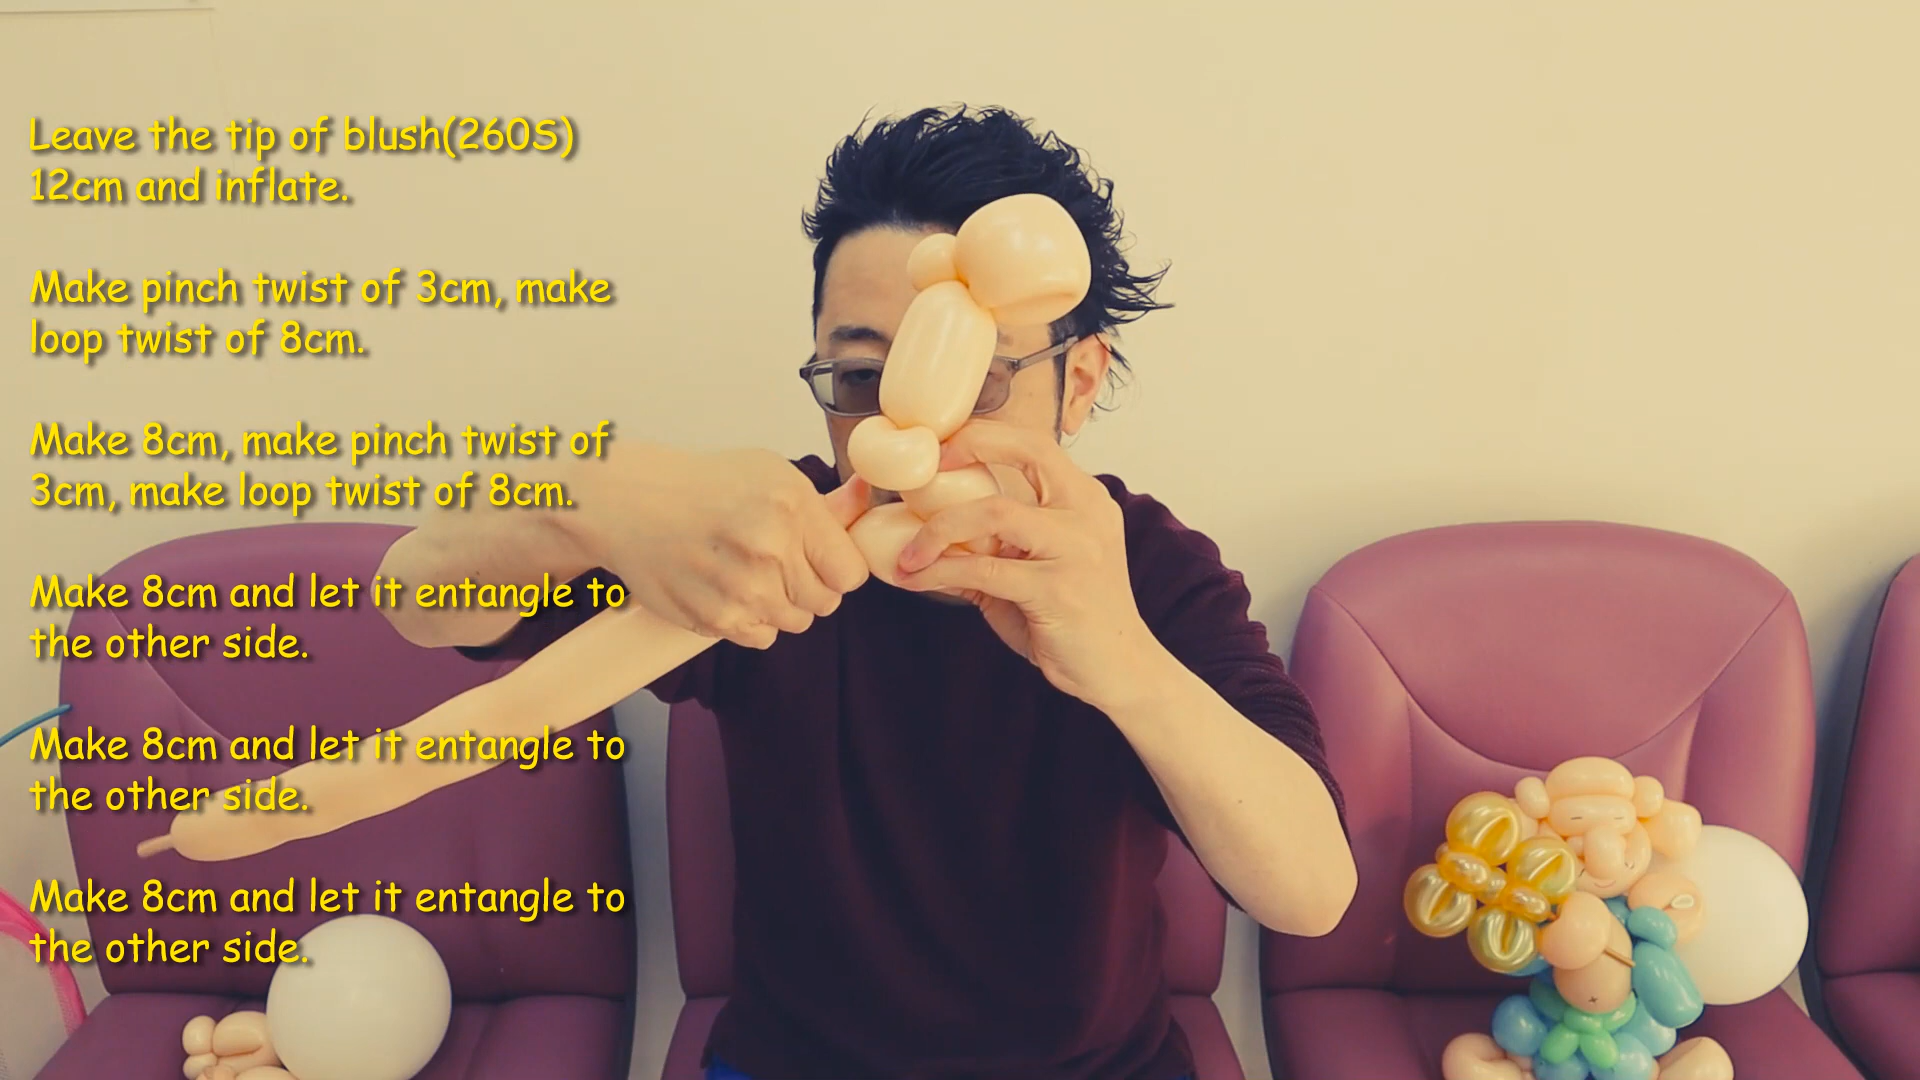 Leave the tip of blush(260S)
12cm and inflate.
Make pinch twist of 3cm, make
loop twist of 8cm.
Make 8cm, make pinch twist of
3cm, make loop twist of 8cm.
Make 8cm and let it entangle to
the other side.
Make 8cm and let it entangle to
the other side.
Make 8cm and let it entangle to
the other side.